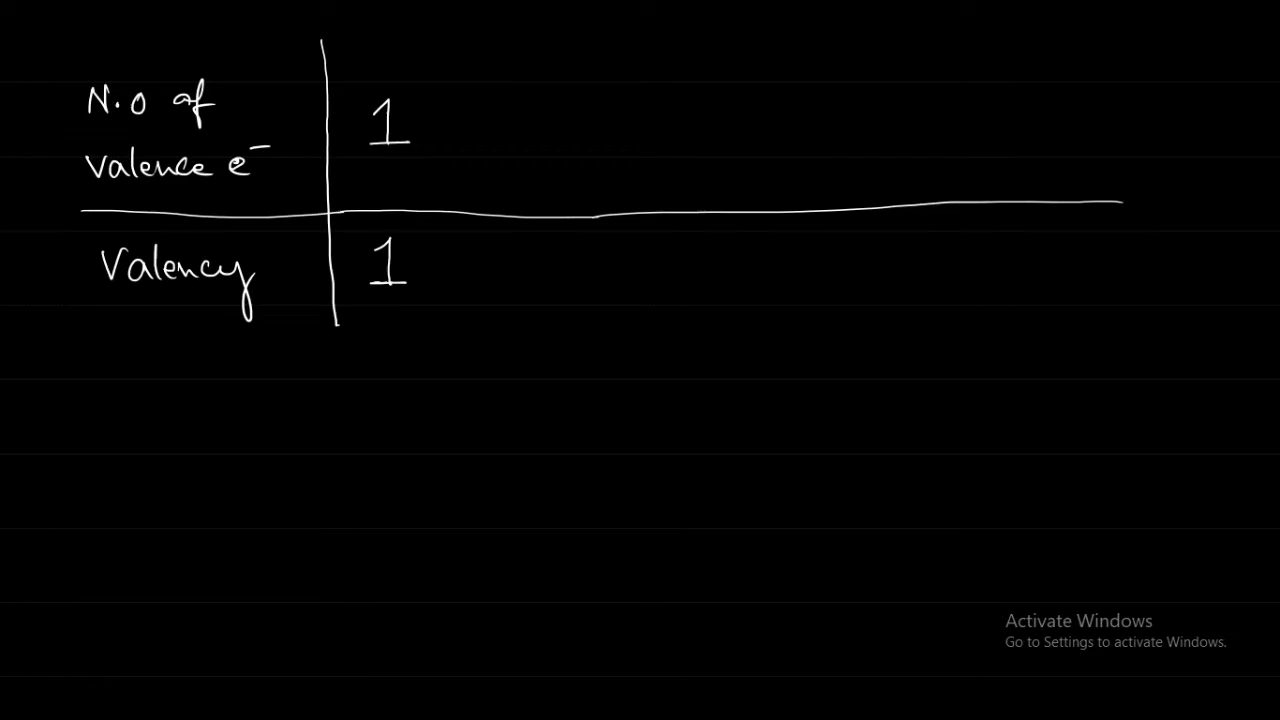 N.o of
valence e⁻
1
Valency
1
Activate Windows
Go to Settings to activate Windows.